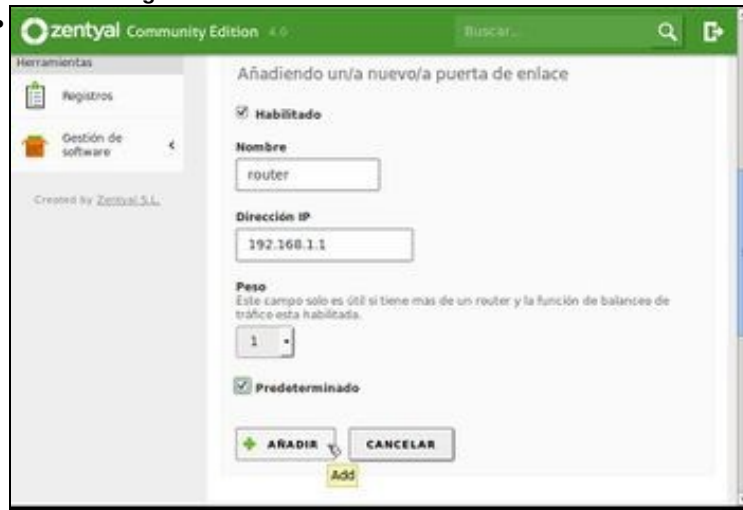 zentyal Community Edition 4.0
Buscar...
Herramientas
Registros
Gestión de
software
Created by Zentyal S.L.
Añadiendo un/a nuevo/a puerta de enlace
Habilitado
Nombre
router
Dirección IP
192.168.1.1
Peso
Este campo solo es útil si tiene mas de un router y la función de balanceo de
tráfico esta habilitada.
1
Predeterminado
AÑADIR
CANCELAR
Add